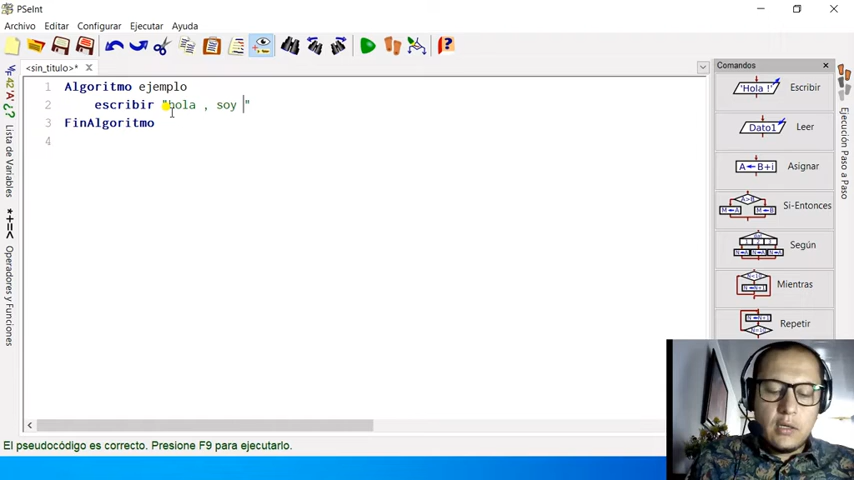 PSeInt
Archivo Editar Configurar Ejecutar Ayuda
<sin_titulo>*
Comandos
1 Algoritmo ejemplo
2 escribir "hola , soy "
3 FinAlgoritmo
4
'Hola !' Escribir
Dato1 Leer
A←B+i Asignar
Si-Entonces
Según
Mientras
Repetir
Lista de Variables
Operadores y Funciones
Ejecución Paso a Paso
El pseudocódigo es correcto. Presione F9 para ejecutarlo.